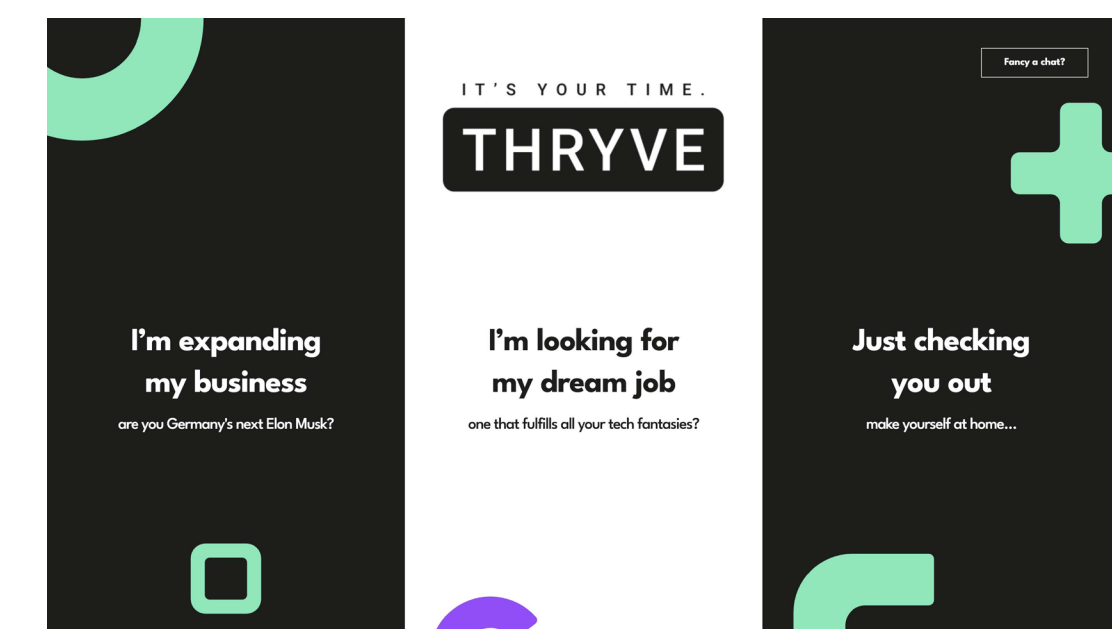 Fancy a chat?
IT’S YOUR TIME.
THRYVE
I’m expanding
my business
are you Germany's next Elon Musk?
I’m looking for
my dream job
one that fulfills all your tech fantasies?
Just checking
you out
make yourself at home...